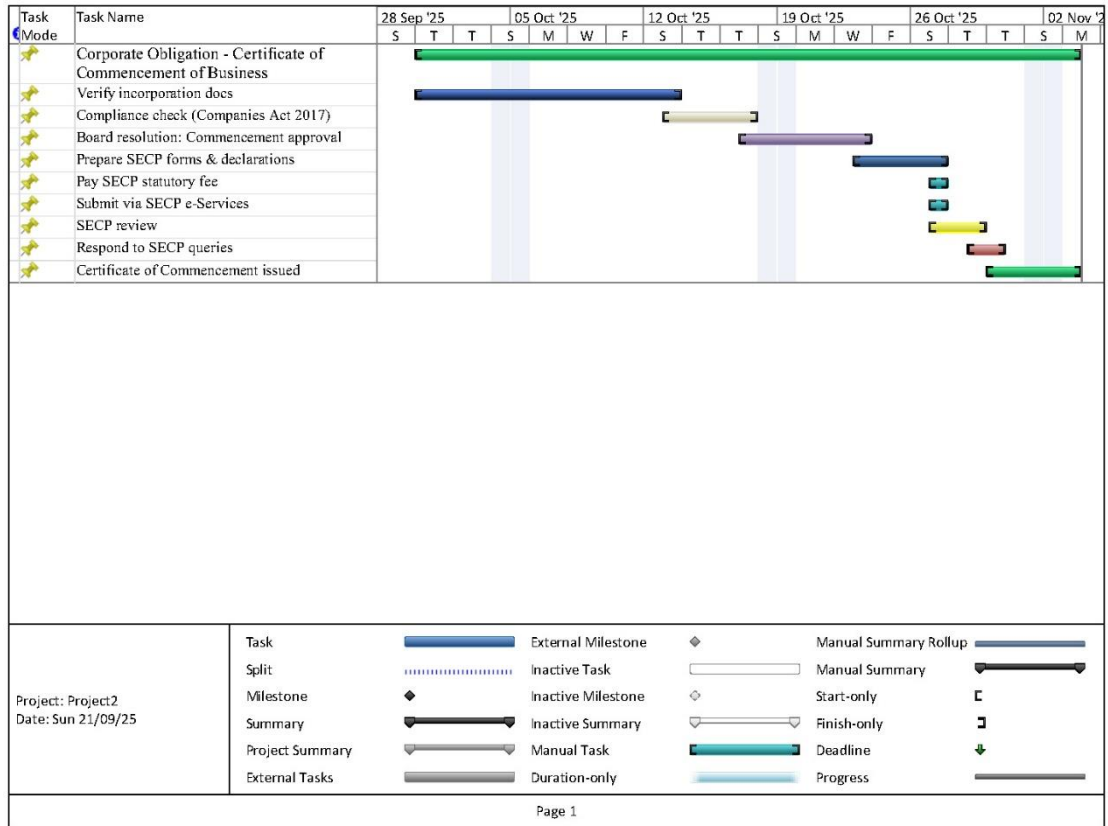 Task Mode Task Name 28 Sep '25 05 Oct '25 12 Oct '25 19 Oct '25 26 Oct '25 02 Nov '2
S T T S M W F S T T S M W F S T T S M
Corporate Obligation - Certificate of
Commencement of Business
Verify incorporation docs
Compliance check (Companies Act 2017)
Board resolution: Commencement approval
Prepare SECP forms & declarations
Pay SECP statutory fee
Submit via SECP e-Services
SECP review
Respond to SECP queries
Certificate of Commencement issued
Project: Project2
Date: Sun 21/09/25
Task External Milestone Manual Summary Rollup
Split Inactive Task Manual Summary
Milestone Inactive Milestone Start-only
Summary Inactive Summary Finish-only
Project Summary Manual Task Deadline
External Tasks Duration-only Progress
Page 1